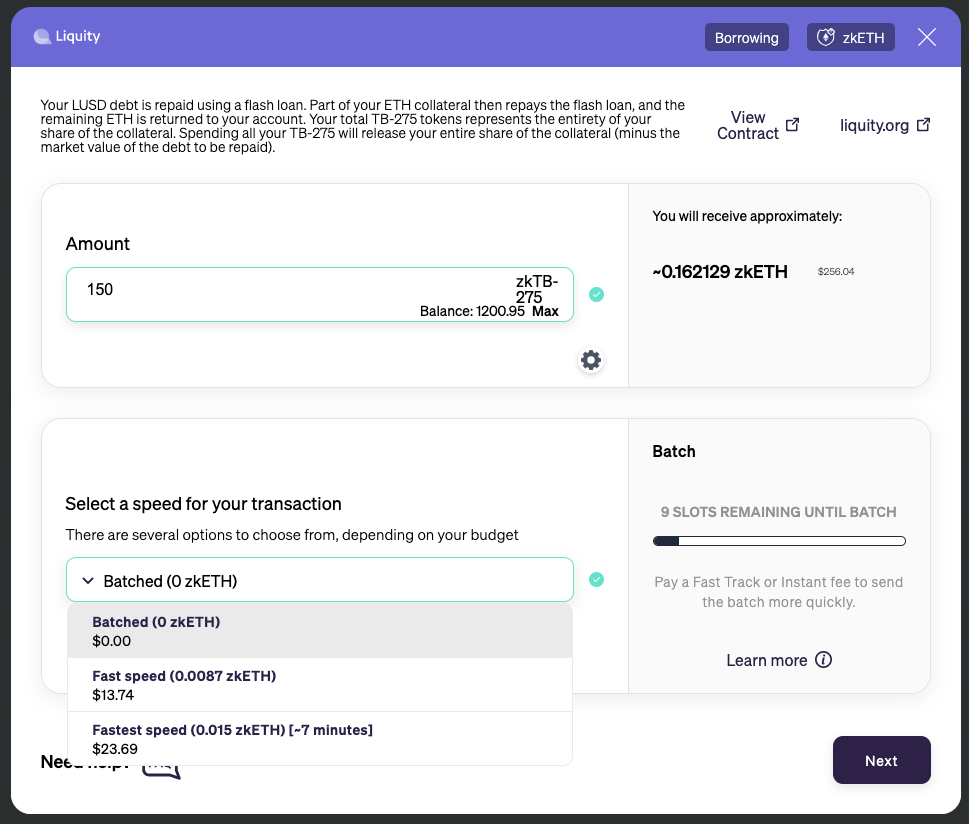 Liquity
Borrowing
zkETH
Your LUSD debt is repaid using a flash loan. Part of your ETH collateral then repays the flash loan, and the
remaining ETH is returned to your account. Your total TB-275 tokens represents the entirety of your
share of the collateral. Spending all your TB-275 will release your entire share of the collateral (minus the
market value of the debt to be repaid).
View
Contract
liquity.org
Amount
150
zkTB-
275
Balance: 1200.95 Max
You will receive approximately:
~0.162129 zkETH
$256.04
Select a speed for your transaction
There are several options to choose from, depending on your budget
Batched (0 zkETH)
Batched (0 zkETH)
$0.00
Fast speed (0.0087 zkETH)
$13.74
Fastest speed (0.015 zkETH) [~7 minutes]
$23.69
Batch
9 SLOTS REMAINING UNTIL BATCH
Pay a Fast Track or Instant fee to send
the batch more quickly.
Learn more
Need help?
Next